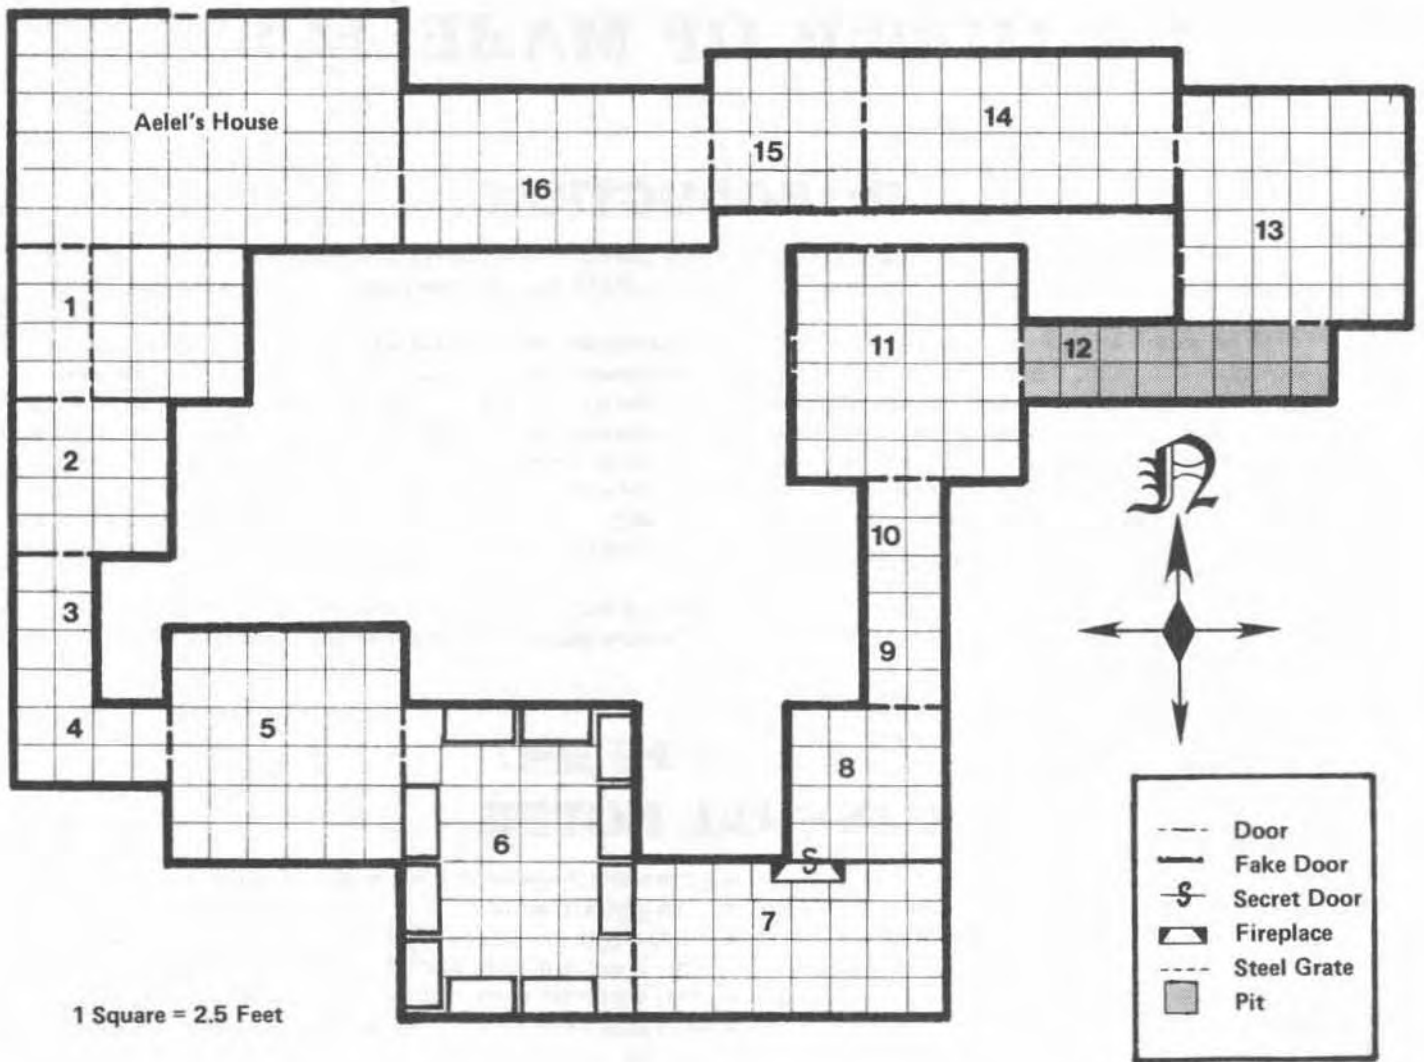 Aelel's House
14
15
16
13
1
11
12
2
10
3
9
4
5
8
6
S
7
N
Door
Fake Door
S Secret Door
Fireplace
Steel Grate
Pit
1 Square = 2.5 Feet